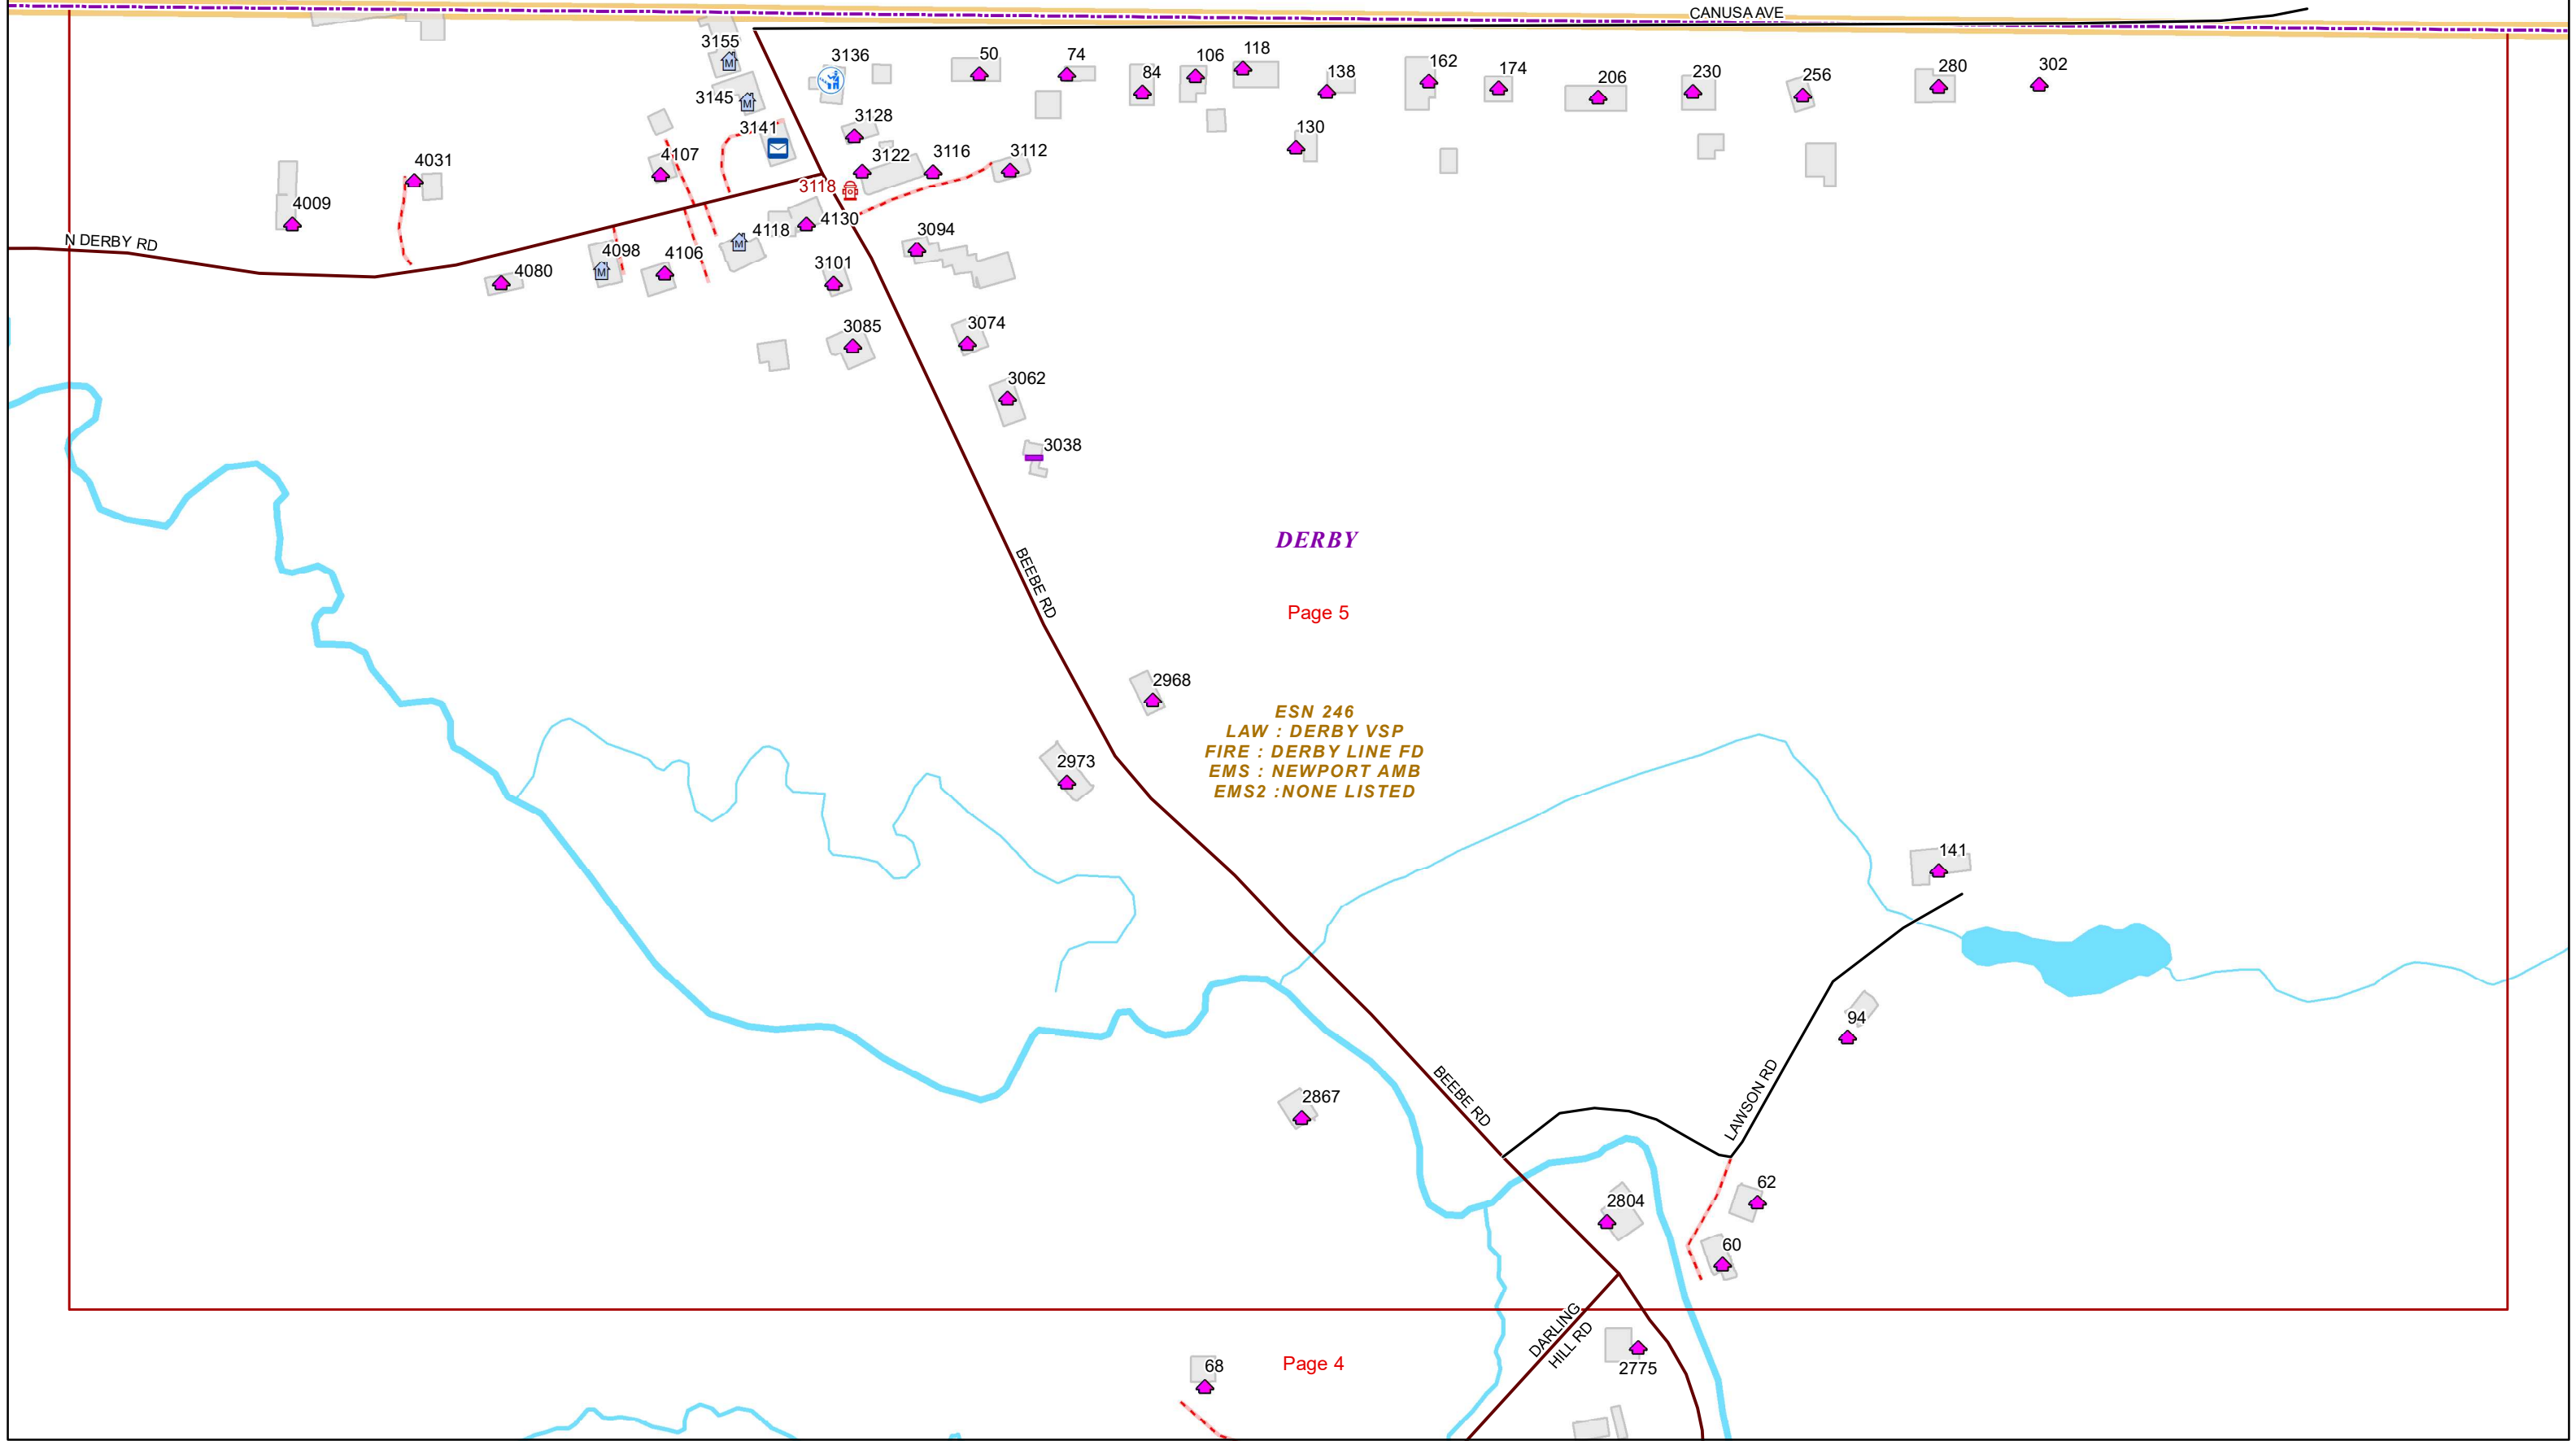 CANUSA AVE
3155
3136
50
74
84
106
118
138
162
174
206
230
256
280
302
3145
3141
3128
130
4107
3122
3116
3112
4031
3118
4009
4130
4118
3094
N DERBY RD
4098
4106
4080
3101
3085
3074
3062
3038
DERBY
BEEBE RD
Page 5
2968
ESN 246
LAW : DERBY VSP
FIRE : DERBY LINE FD
EMS : NEWPORT AMB
EMS2 :NONE LISTED
2973
141
94
BEEBE RD
LAWSON RD
2867
62
2804
60
DARLING
HILL RD
Page 4
68
2775
M
M
M
M